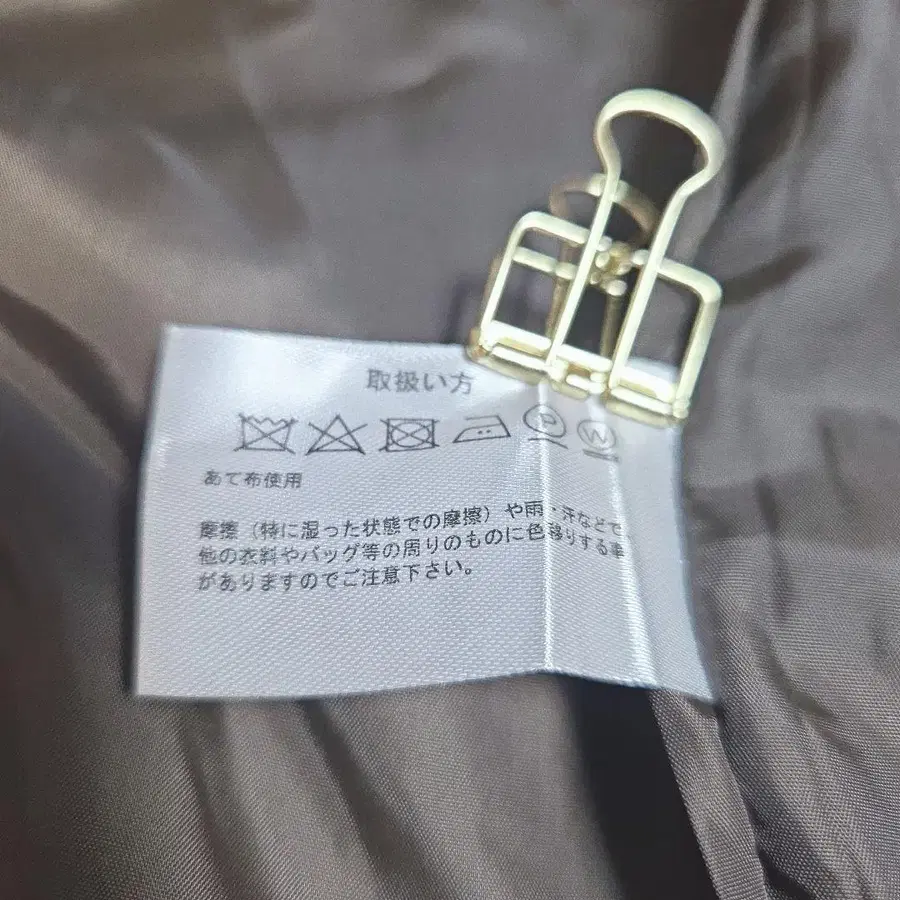 取扱い方
P W
あて布使用
摩擦（特に湿った状態での摩擦）や雨・汗などで、
他の衣料やバッグ等の周りのものに色移りする事
がありますのでご注意下さい。